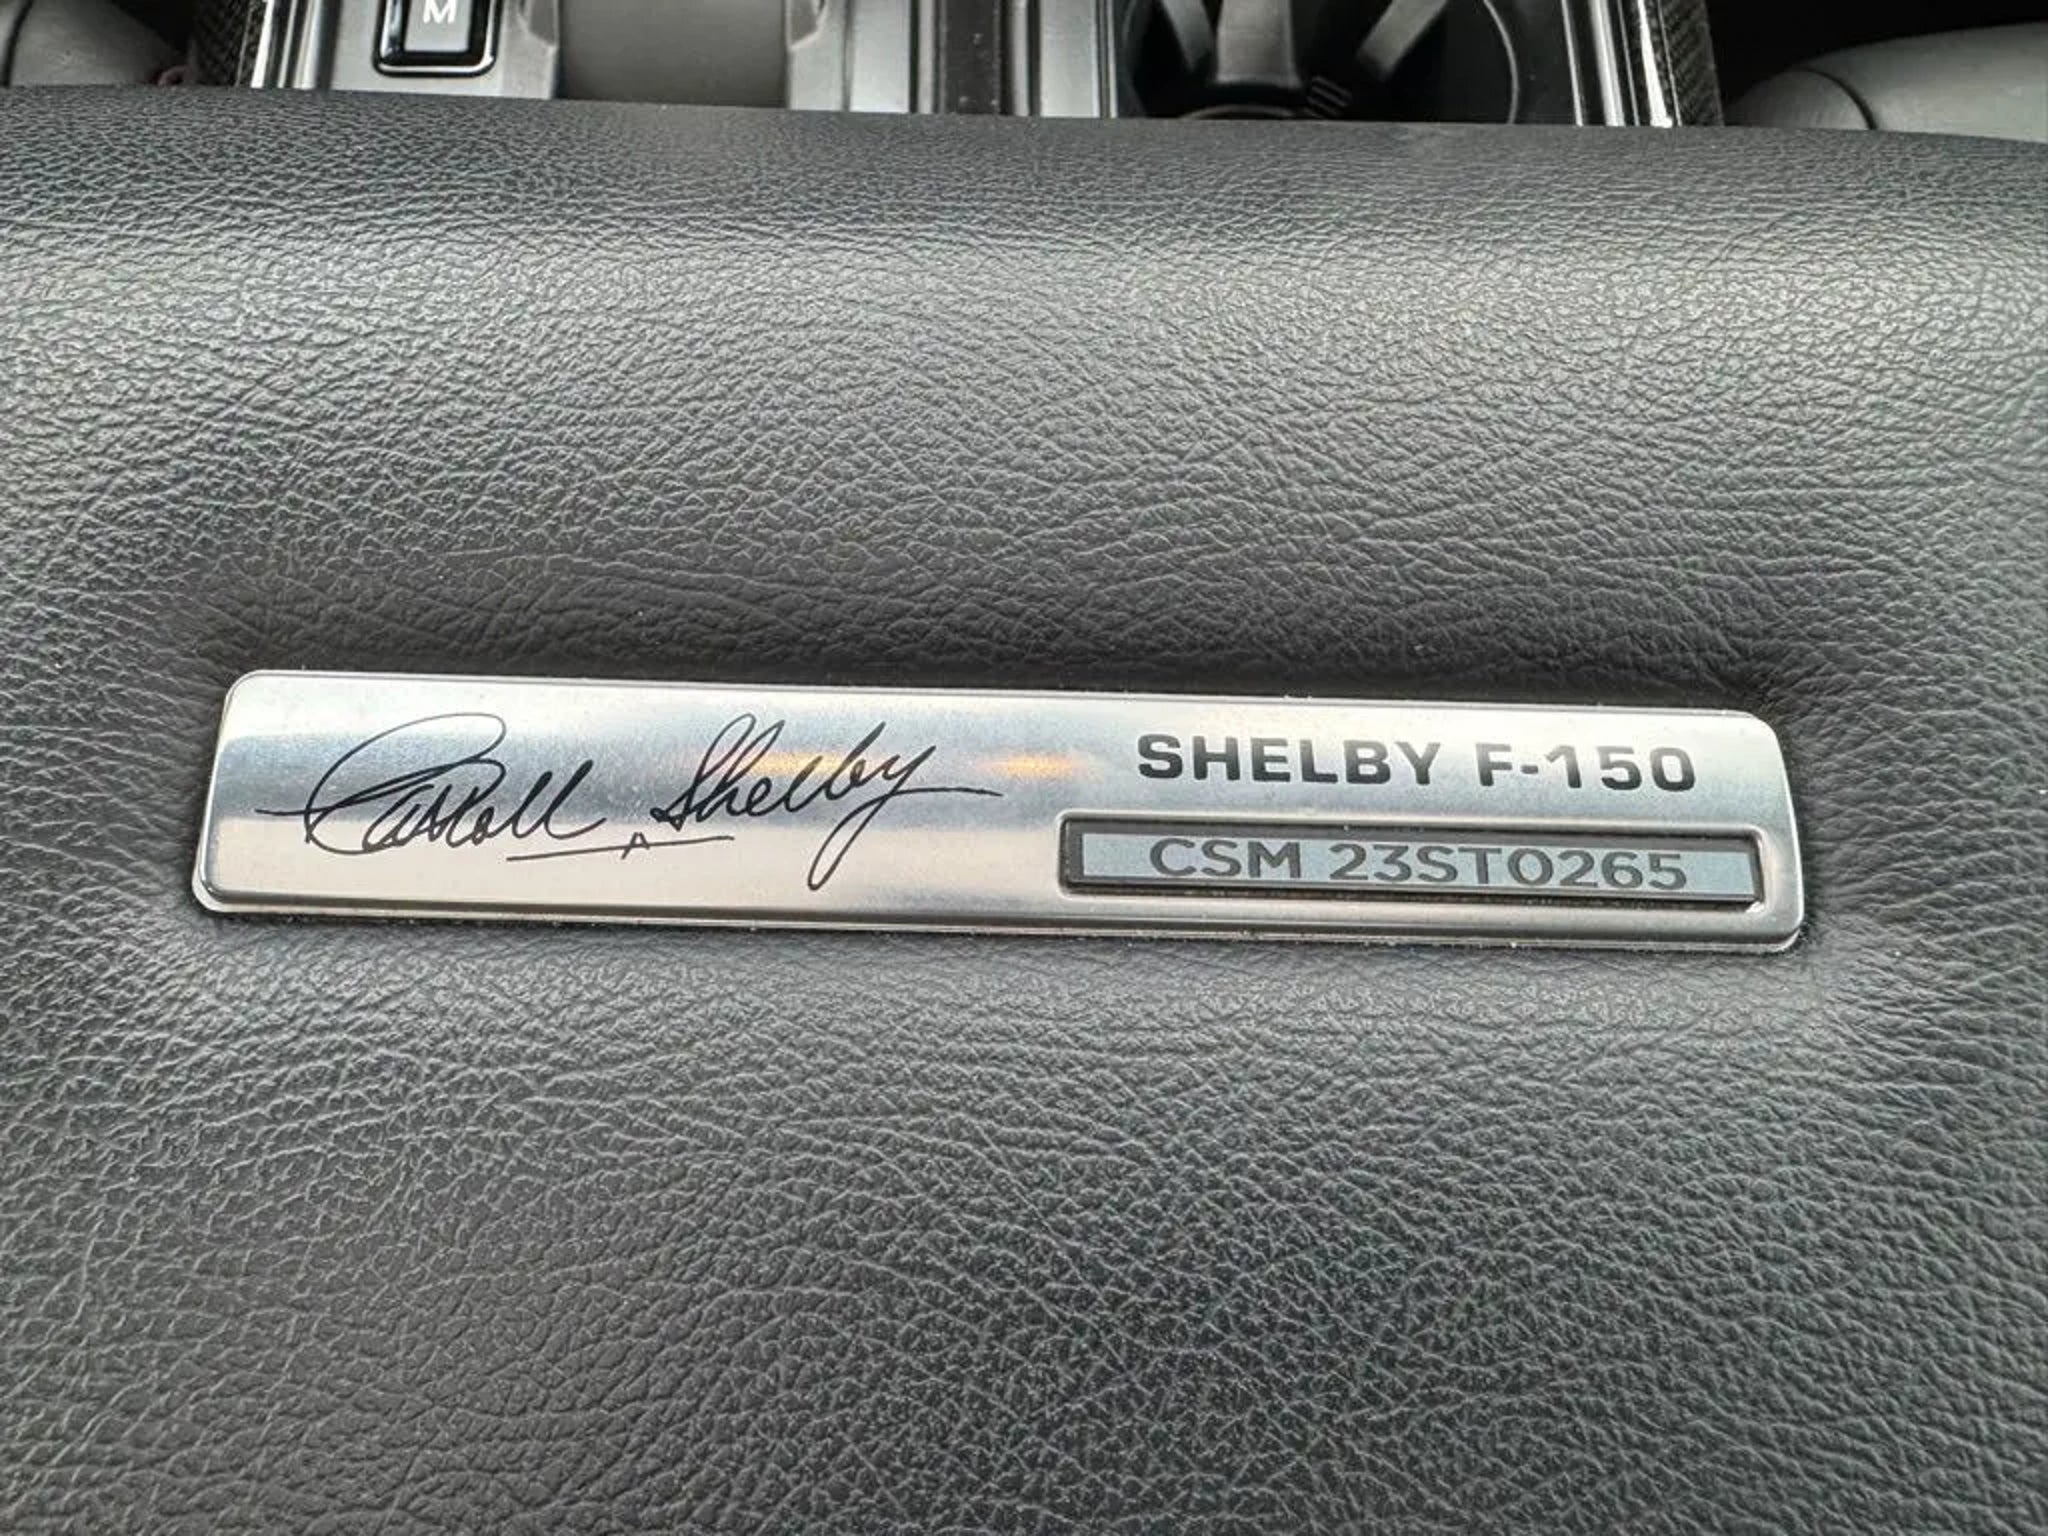 M
Carroll Shelby
SHELBY F-150
CSM 23ST0265